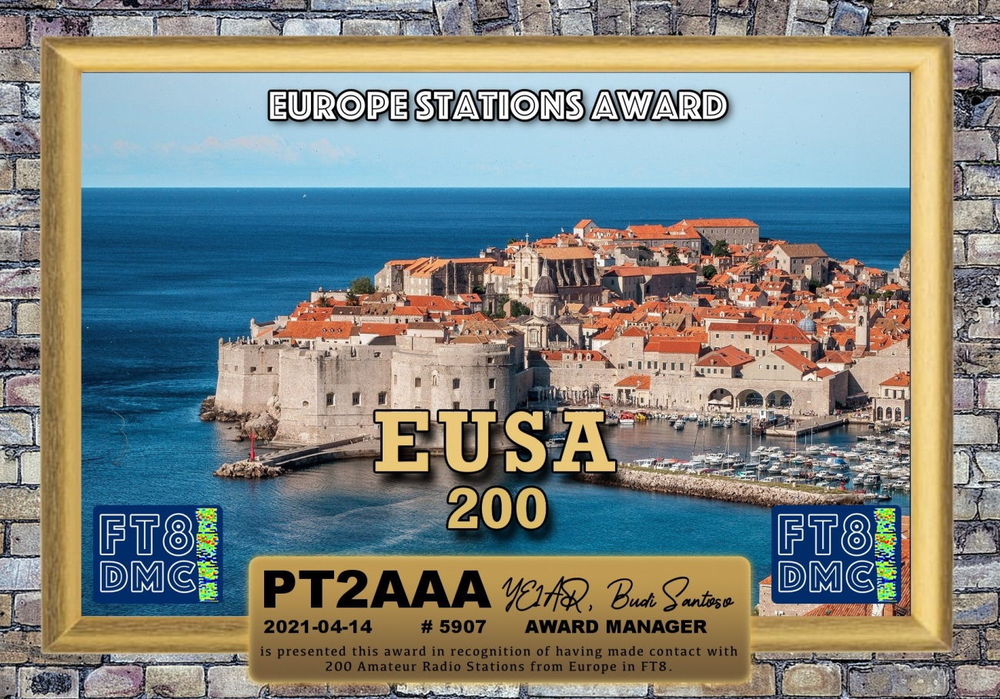 EUROPE STATIONS AWARD
EUSA
200
FT8
DMC
FT8
DMC
PT2AAA YE1AR, Budi Santoso
2021-04-14 # 5907 AWARD MANAGER
is presented this award in recognition of having made contact with
200 Amateur Radio Stations from Europe in FT8.